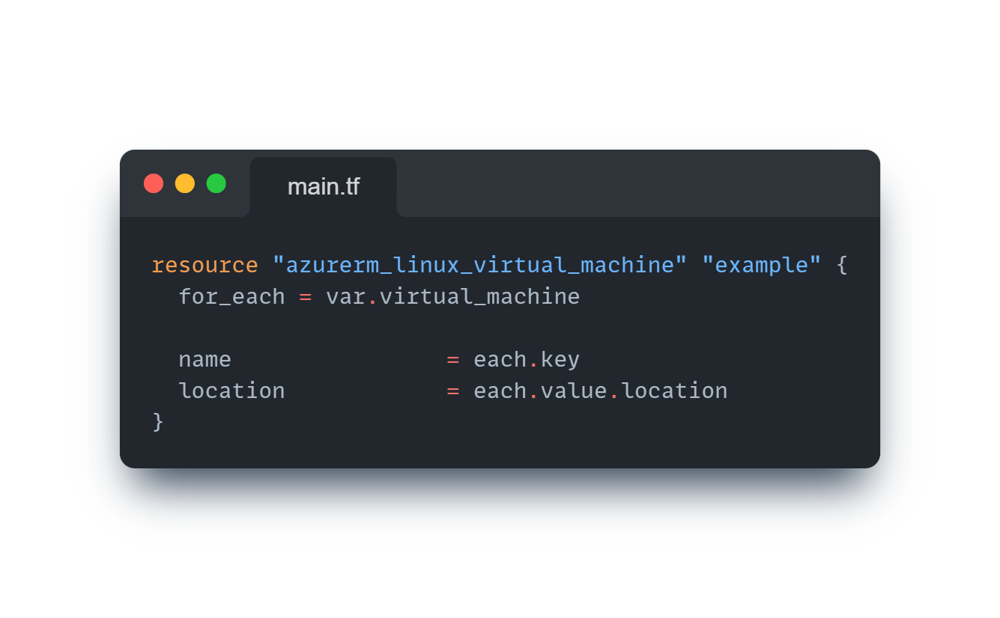 main.tf
resource "azurerm_linux_virtual_machine" "example" {
  for_each = var.virtual_machine

  name                = each.key
  location            = each.value.location
}